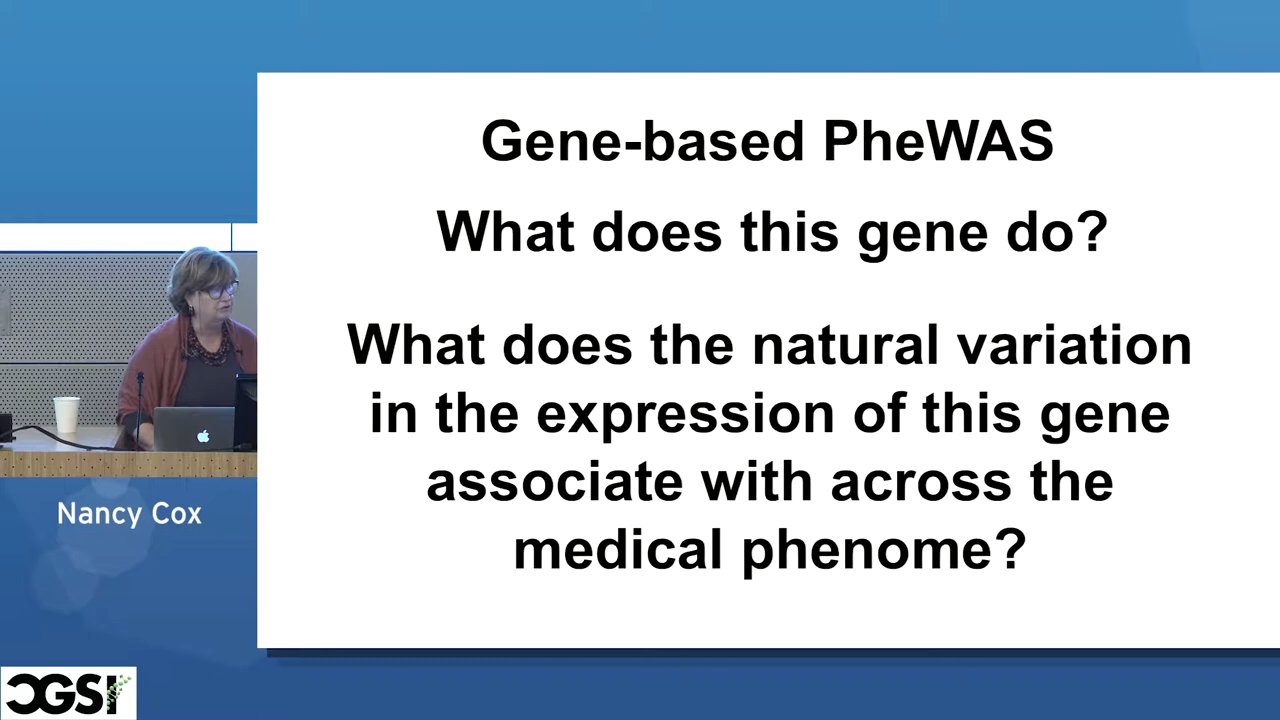 Gene-based PheWAS
What does this gene do?
What does the natural variation
in the expression of this gene
associate with across the
medical phenome?
Nancy Cox
CGSI